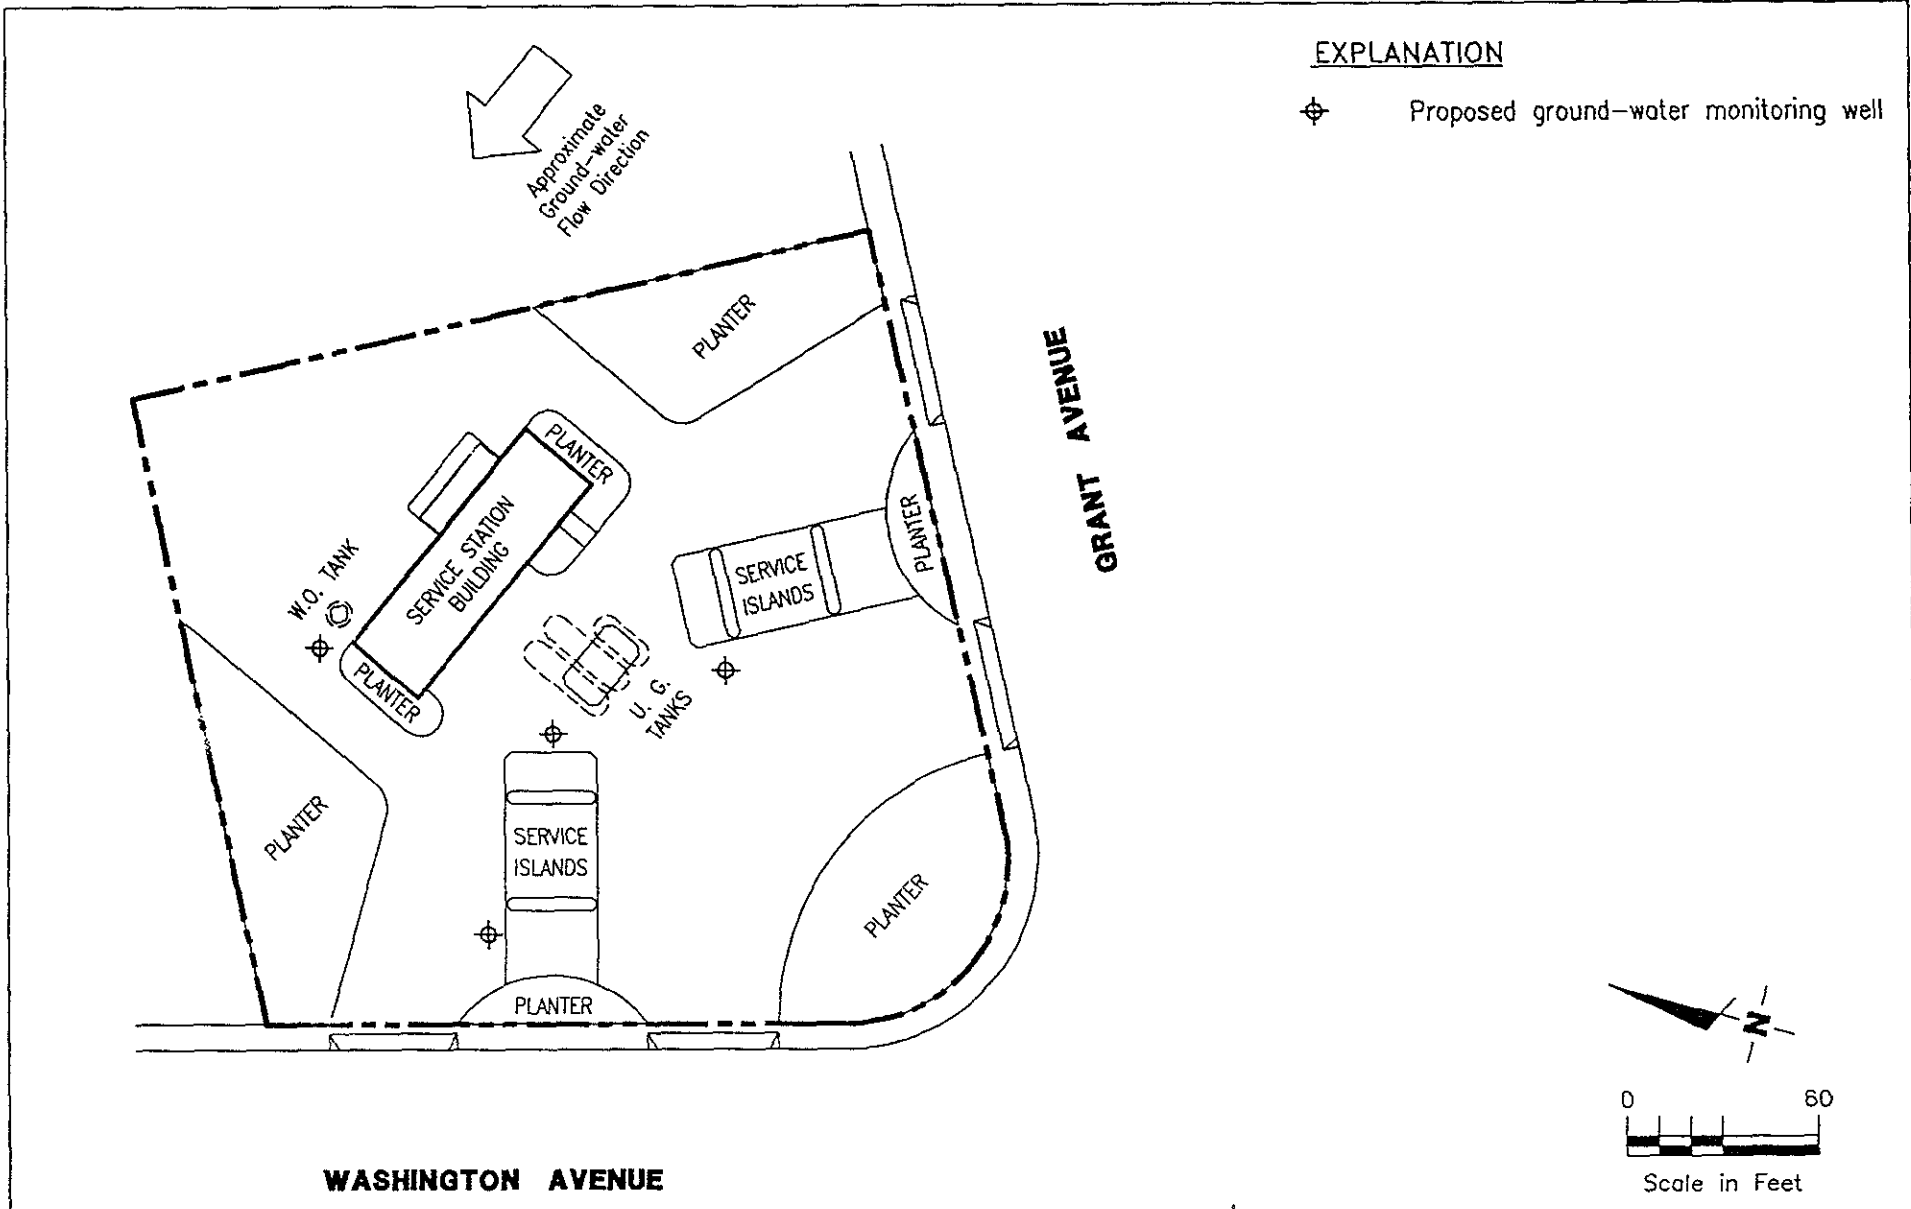 EXPLANATION
Proposed ground-water monitoring well
Approximate
Ground-water
Flow Direction
PLANTER
GRANT AVENUE
PLANTER
SERVICE STATION
BUILDING
PLANTER
SERVICE
ISLANDS
W.O. TANK
PLANTER
U. G.
TANKS
PLANTER
SERVICE
ISLANDS
PLANTER
PLANTER
N
0 60
Scale in Feet
WASHINGTON AVENUE